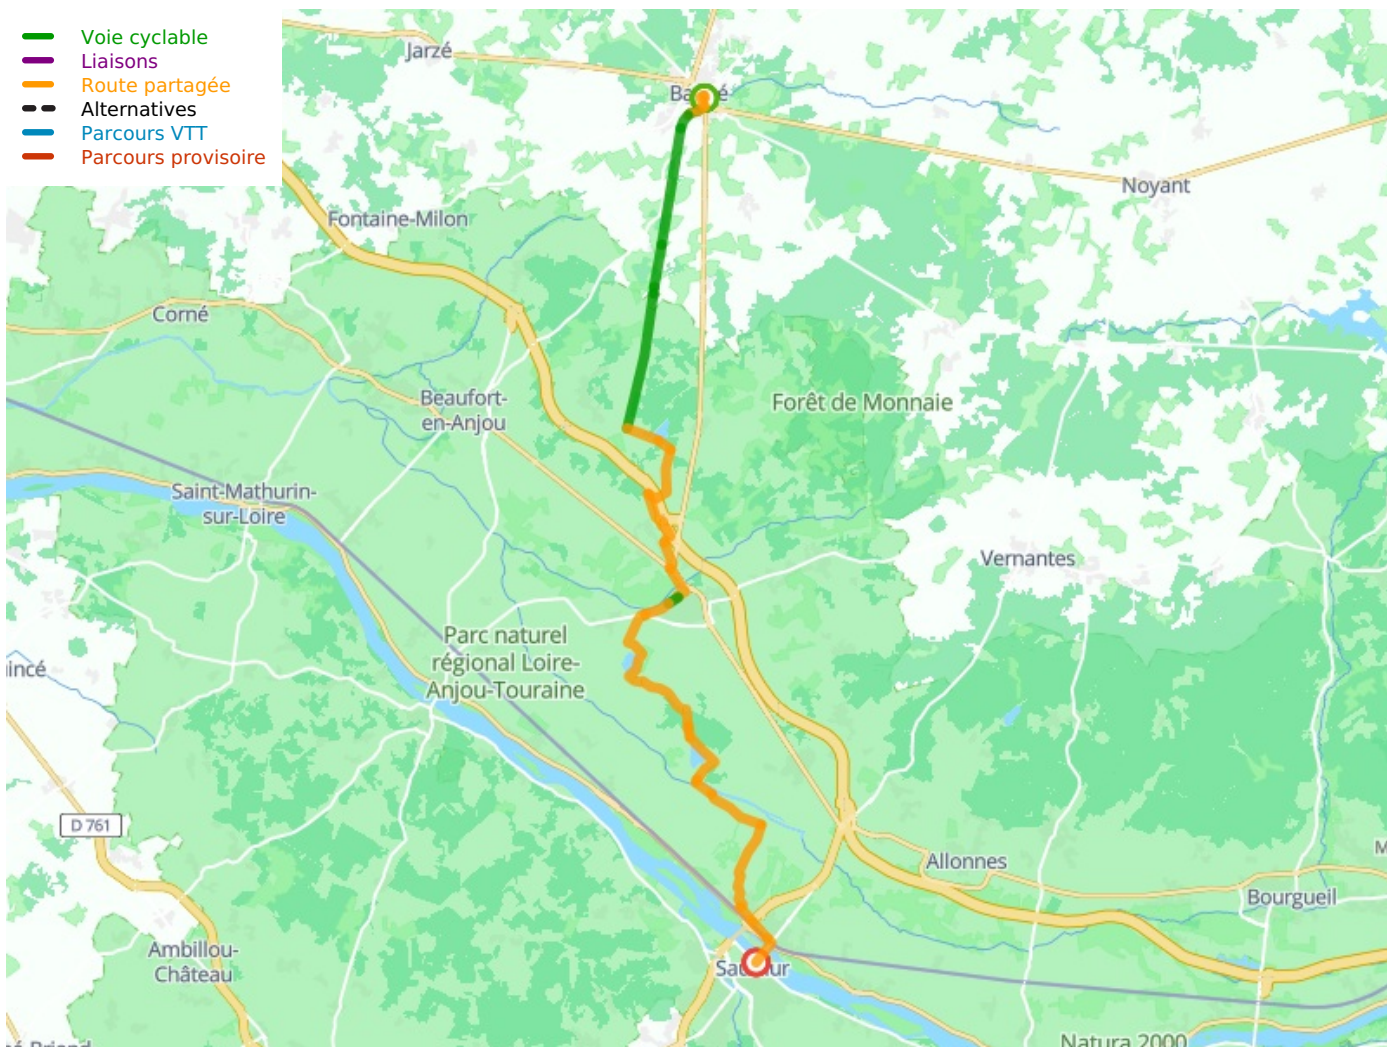 Voie cyclable
Liaisons
Route partagée
Alternatives
Parcours VTT
Parcours provisoire
Jarzé
Noyant
Fontaine-Milon
Corné
Beaufort-
en-Anjou
Forêt de Monnaie
Saint-Mathurin-
sur-Loire
Vernantes
Parc naturel
régional Loire-
Anjou-Touraine
D 761
Allonnes
Bourgueil
Ambillou-
Château
Natura 2000